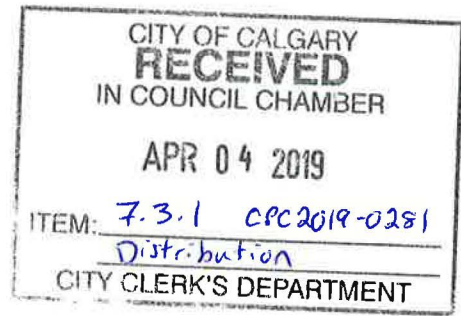 CITY OF CALGARY
RECEIVED
IN COUNCIL CHAMBER
APR 04 2019
ITEM: 7.3.1 CPC2019-0281
Distribution
CITY CLERK'S DEPARTMENT